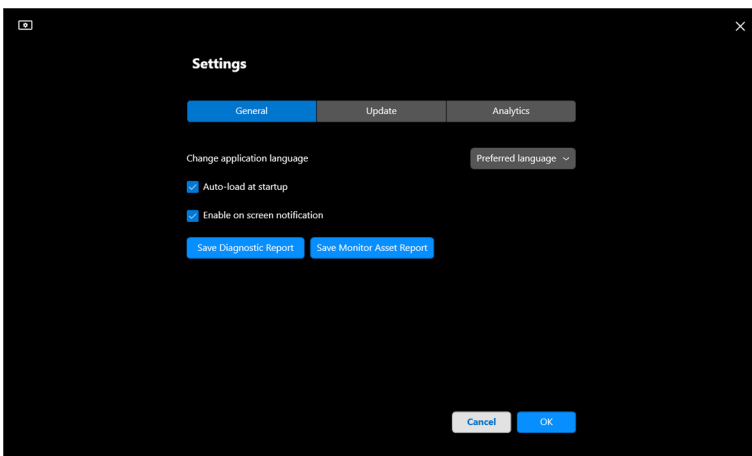 Settings
General Update Analytics
Change application language Preferred language
Auto-load at startup
Enable on screen notification
Save Diagnostic Report Save Monitor Asset Report
Cancel OK